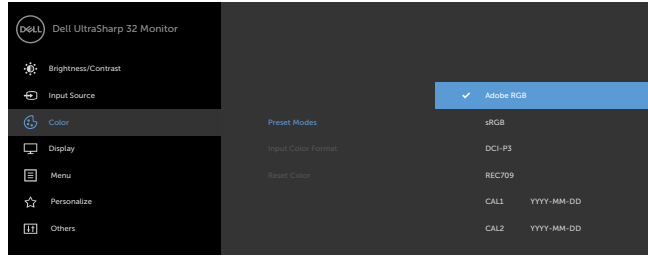 DELL
Dell UltraSharp 32 Monitor
Brightness/Contrast
Input Source
Adobe RGB
Color
Preset Modes
sRGB
Display
Input Color Format
DCI-P3
Menu
Reset Color
REC709
Personalize
CAL1 YYYY-MM-DD
Others
CAL2 YYYY-MM-DD